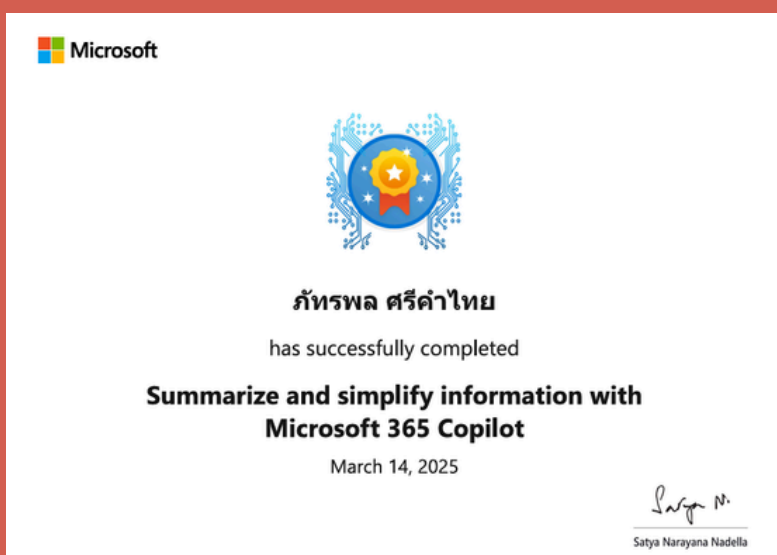 Microsoft
ภัทรพล ศรีคำไทย
has successfully completed
Summarize and simplify information with
Microsoft 365 Copilot
March 14, 2025
Satya N.
Satya Narayana Nadella